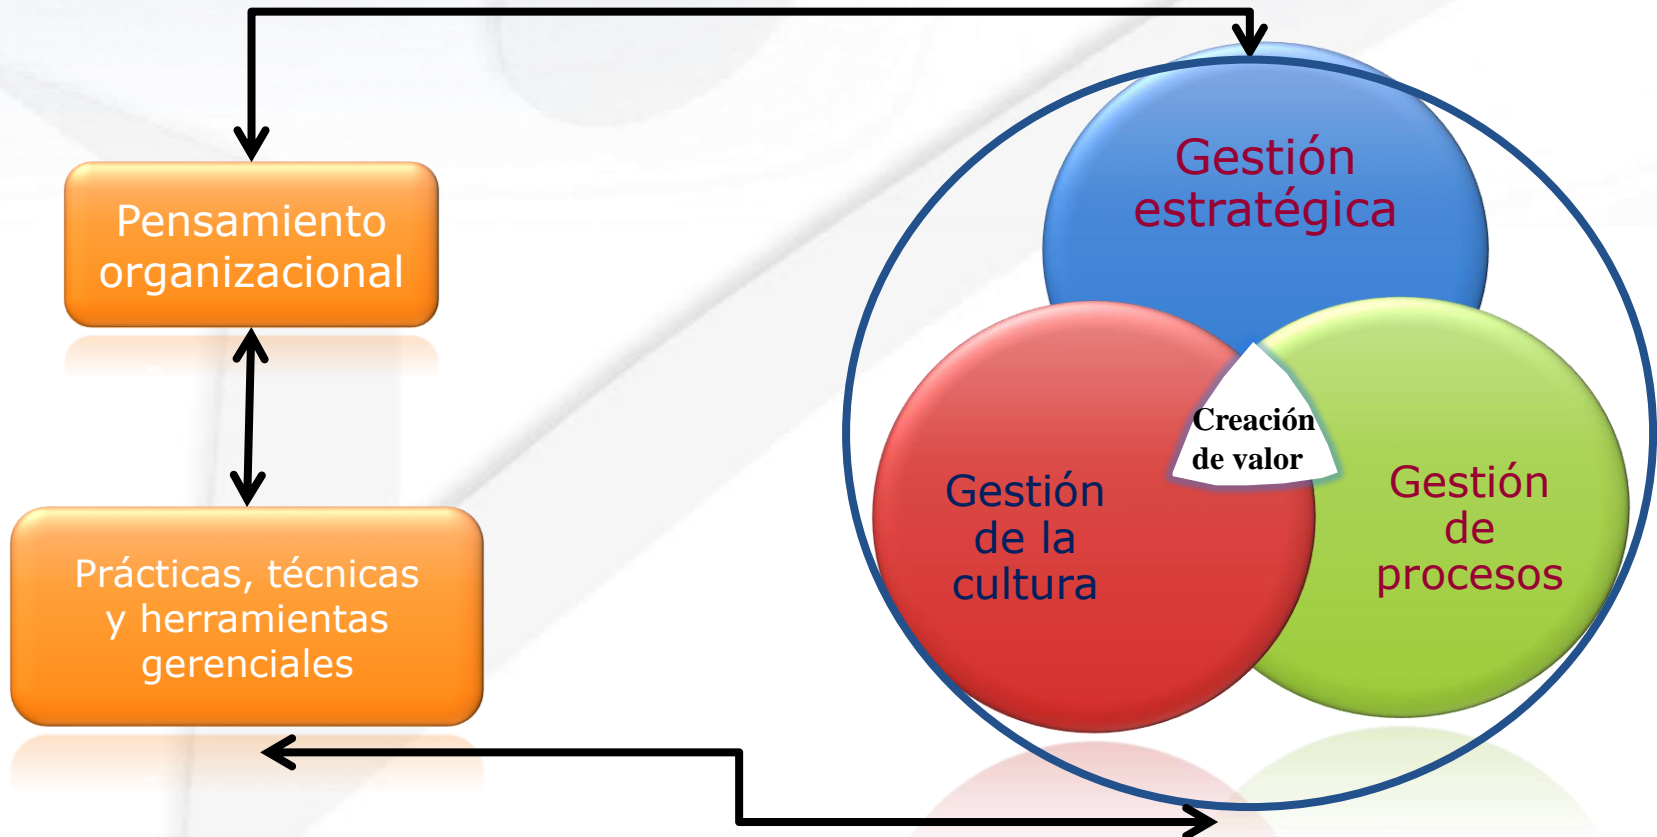 Pensamiento
organizacional
Prácticas, técnicas
y herramientas
gerenciales
Gestión
estratégica
Creación
de valor
Gestión
de la
cultura
Gestión
de
procesos